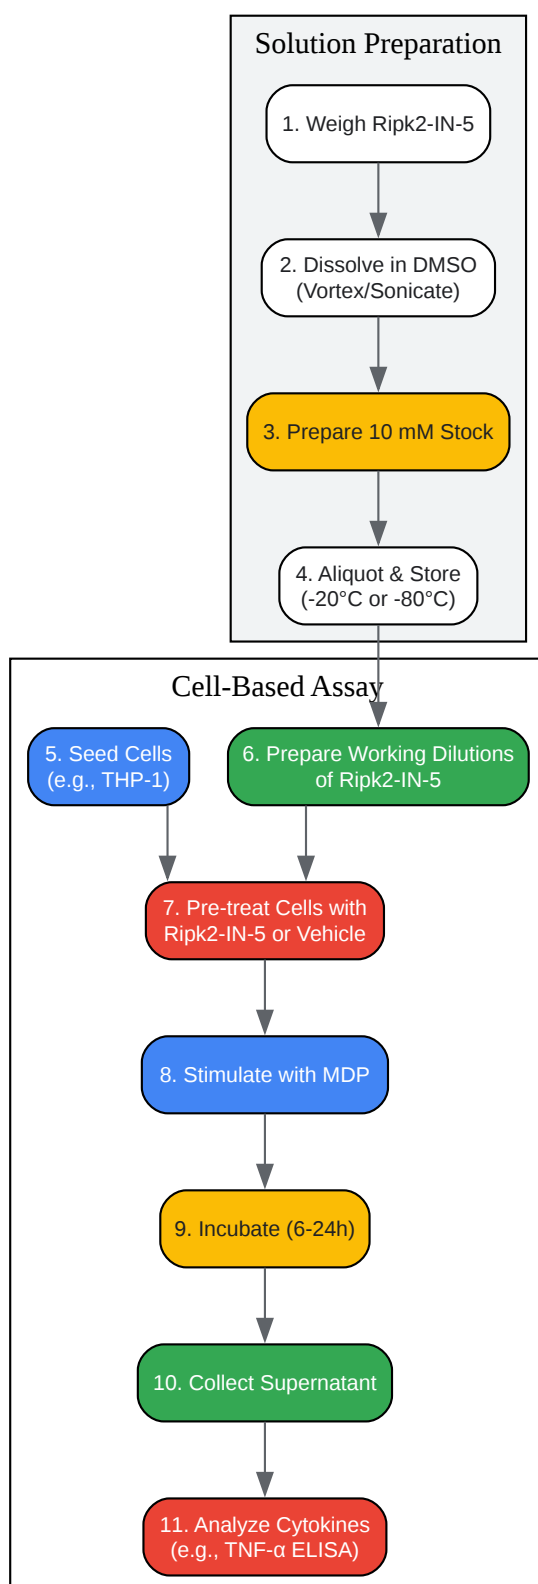 Solution Preparation
1. Weigh Ripk2-IN-5
2. Dissolve in DMSO
(Vortex/Sonicate)
3. Prepare 10 mM Stock
4. Aliquot & Store
(-20°C or -80°C)
Cell-Based Assay
5. Seed Cells
(e.g., THP-1)
6. Prepare Working Dilutions
of Ripk2-IN-5
7. Pre-treat Cells with
Ripk2-IN-5 or Vehicle
8. Stimulate with MDP
9. Incubate (6-24h)
10. Collect Supernatant
11. Analyze Cytokines
(e.g., TNF-α ELISA)